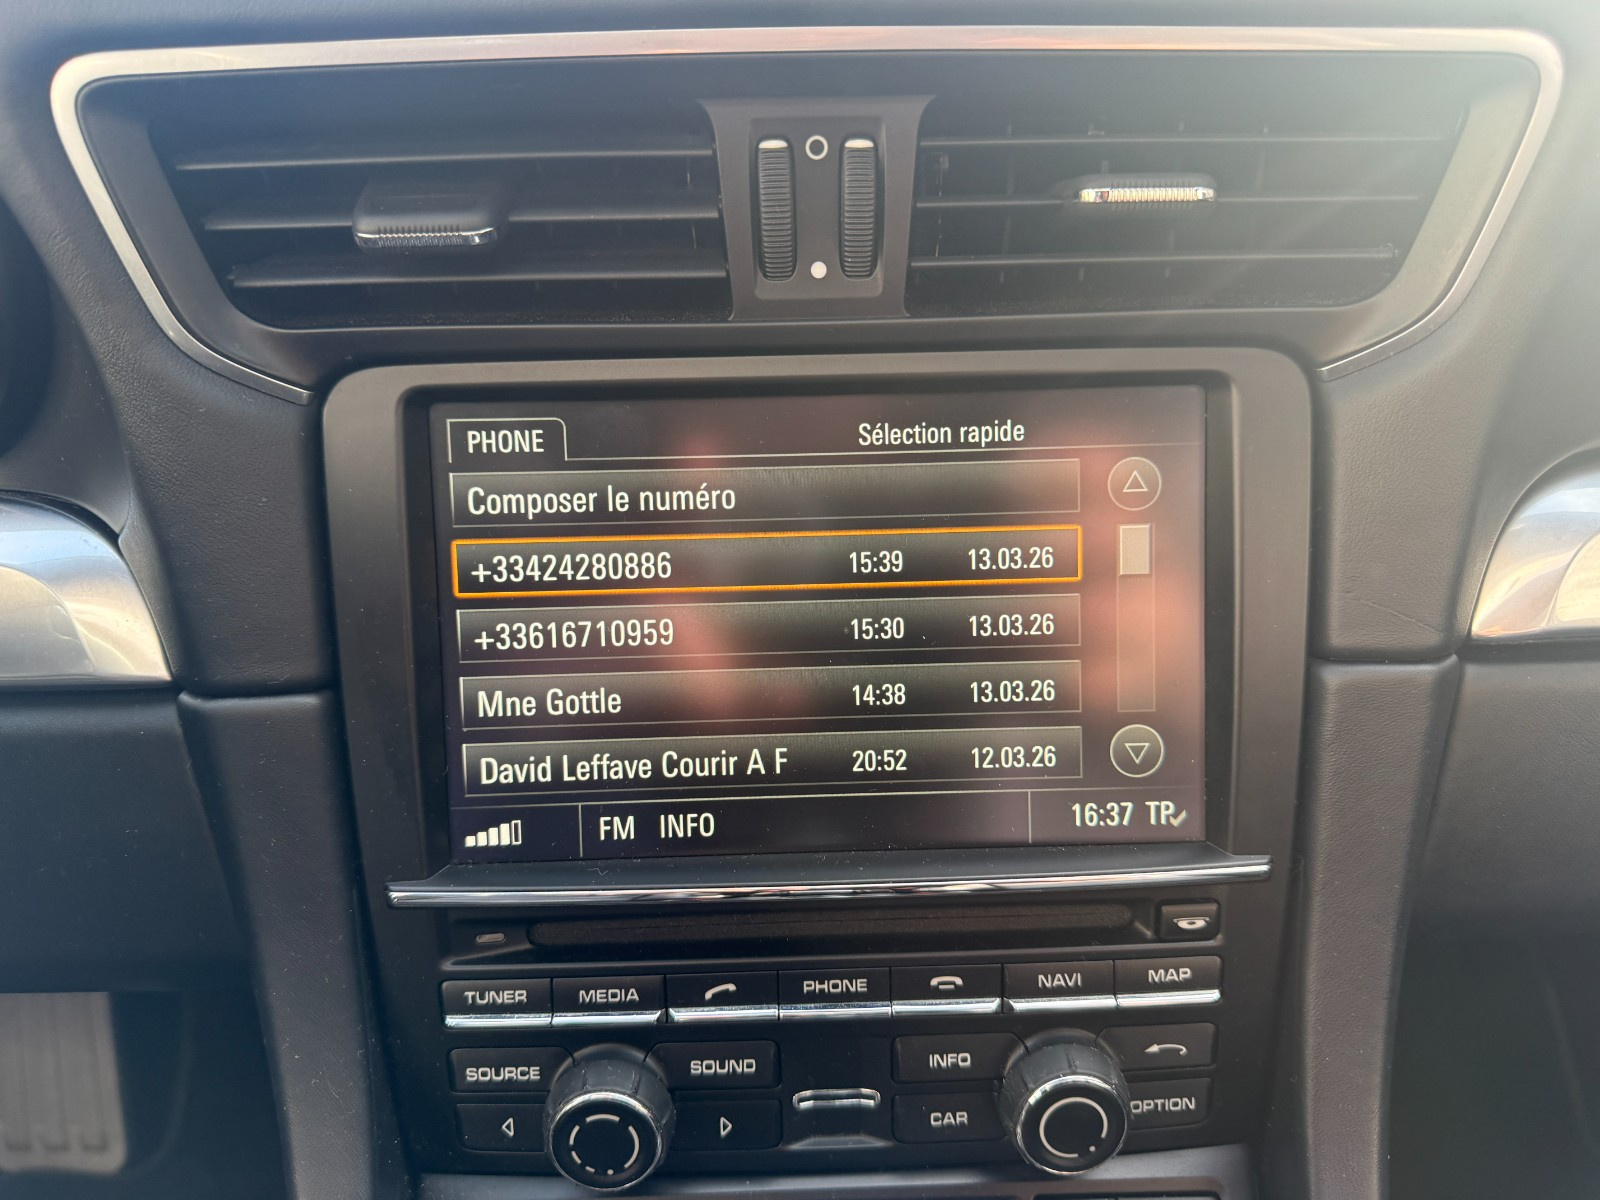 PHONE Sélection rapide
Composer le numéro
+33424280886 15:39 13.03.26
+33616710959 15:30 13.03.26
Mne Gottle 14:38 13.03.26
David Leffave Courir A F 20:52 12.03.26
FM INFO 16:37 TP
TUNER MEDIA PHONE NAVI MAP
SOURCE SOUND INFO
CAR OPTION